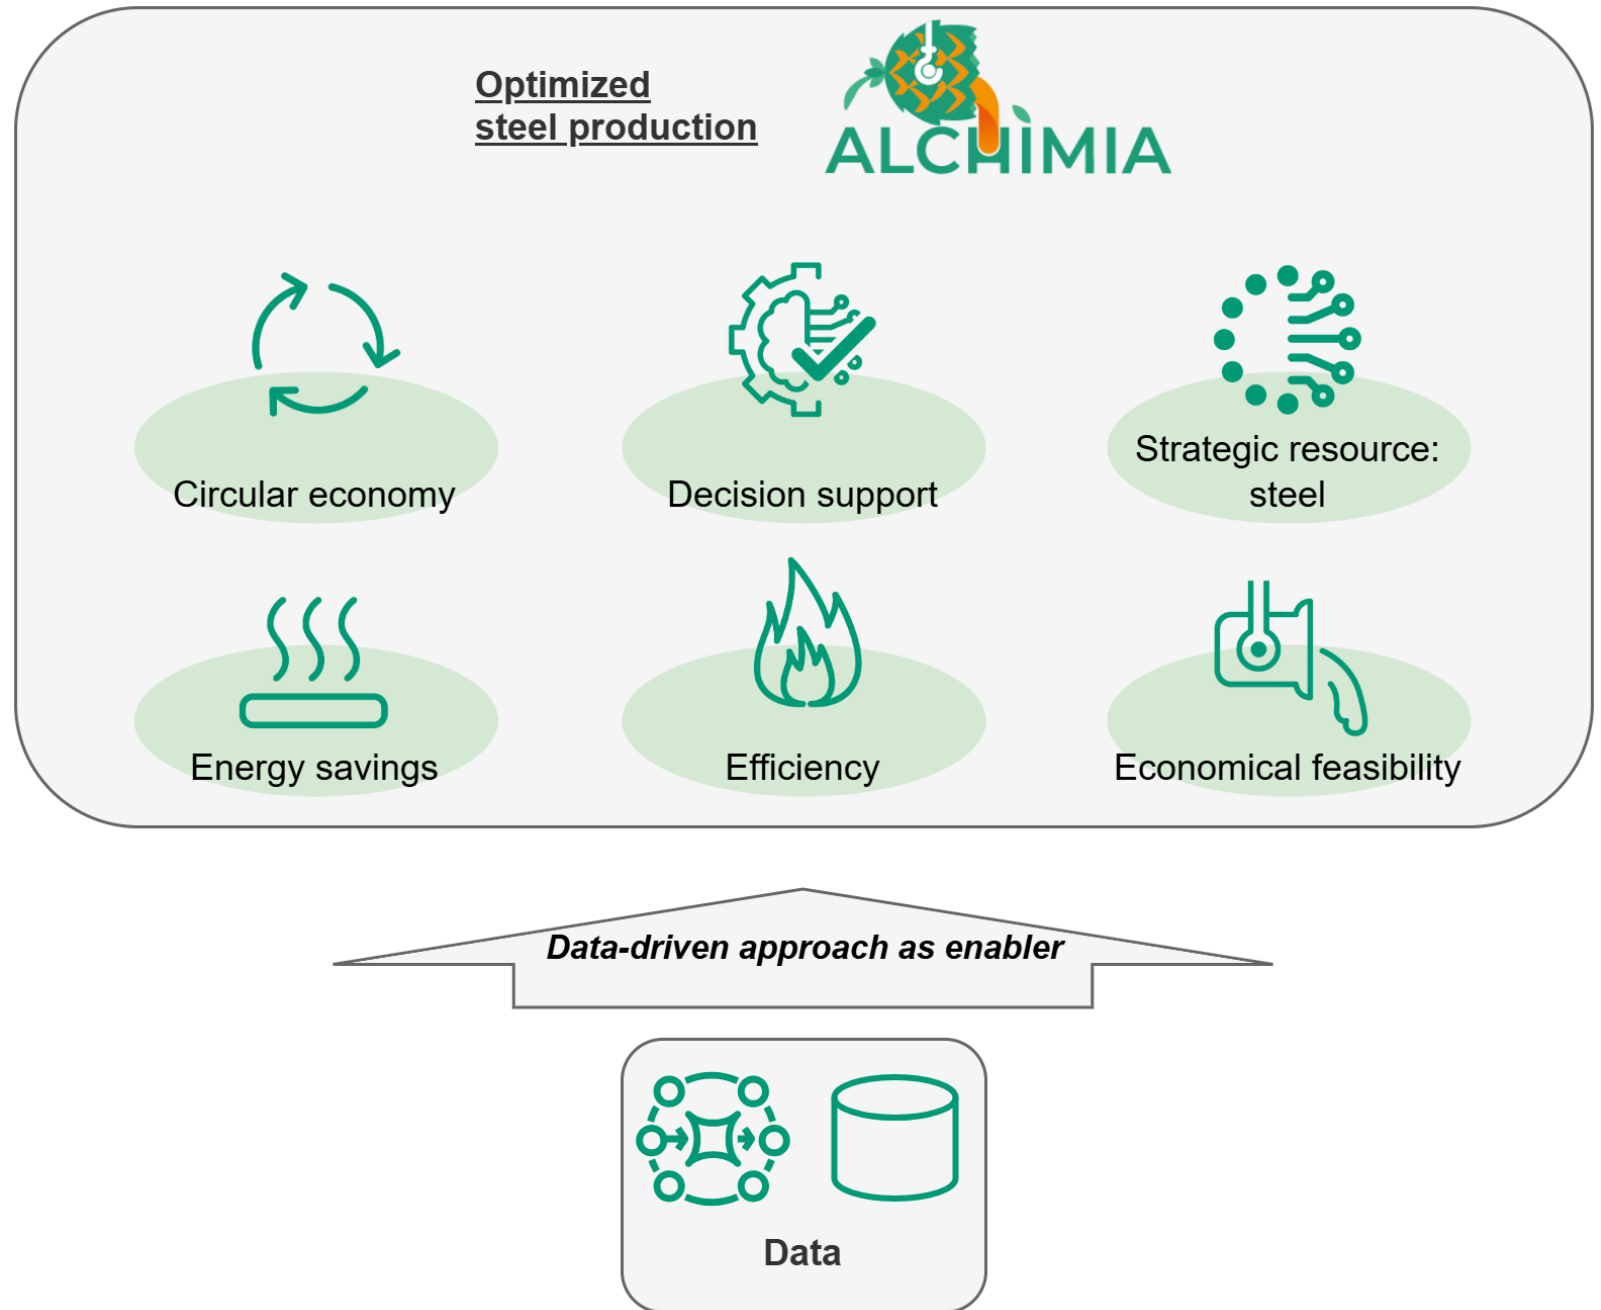 Optimized
steel production
ALCHIMIA
Circular economy
Decision support
Strategic resource:
steel
Energy savings
Efficiency
Economical feasibility
Data-driven approach as enabler
Data